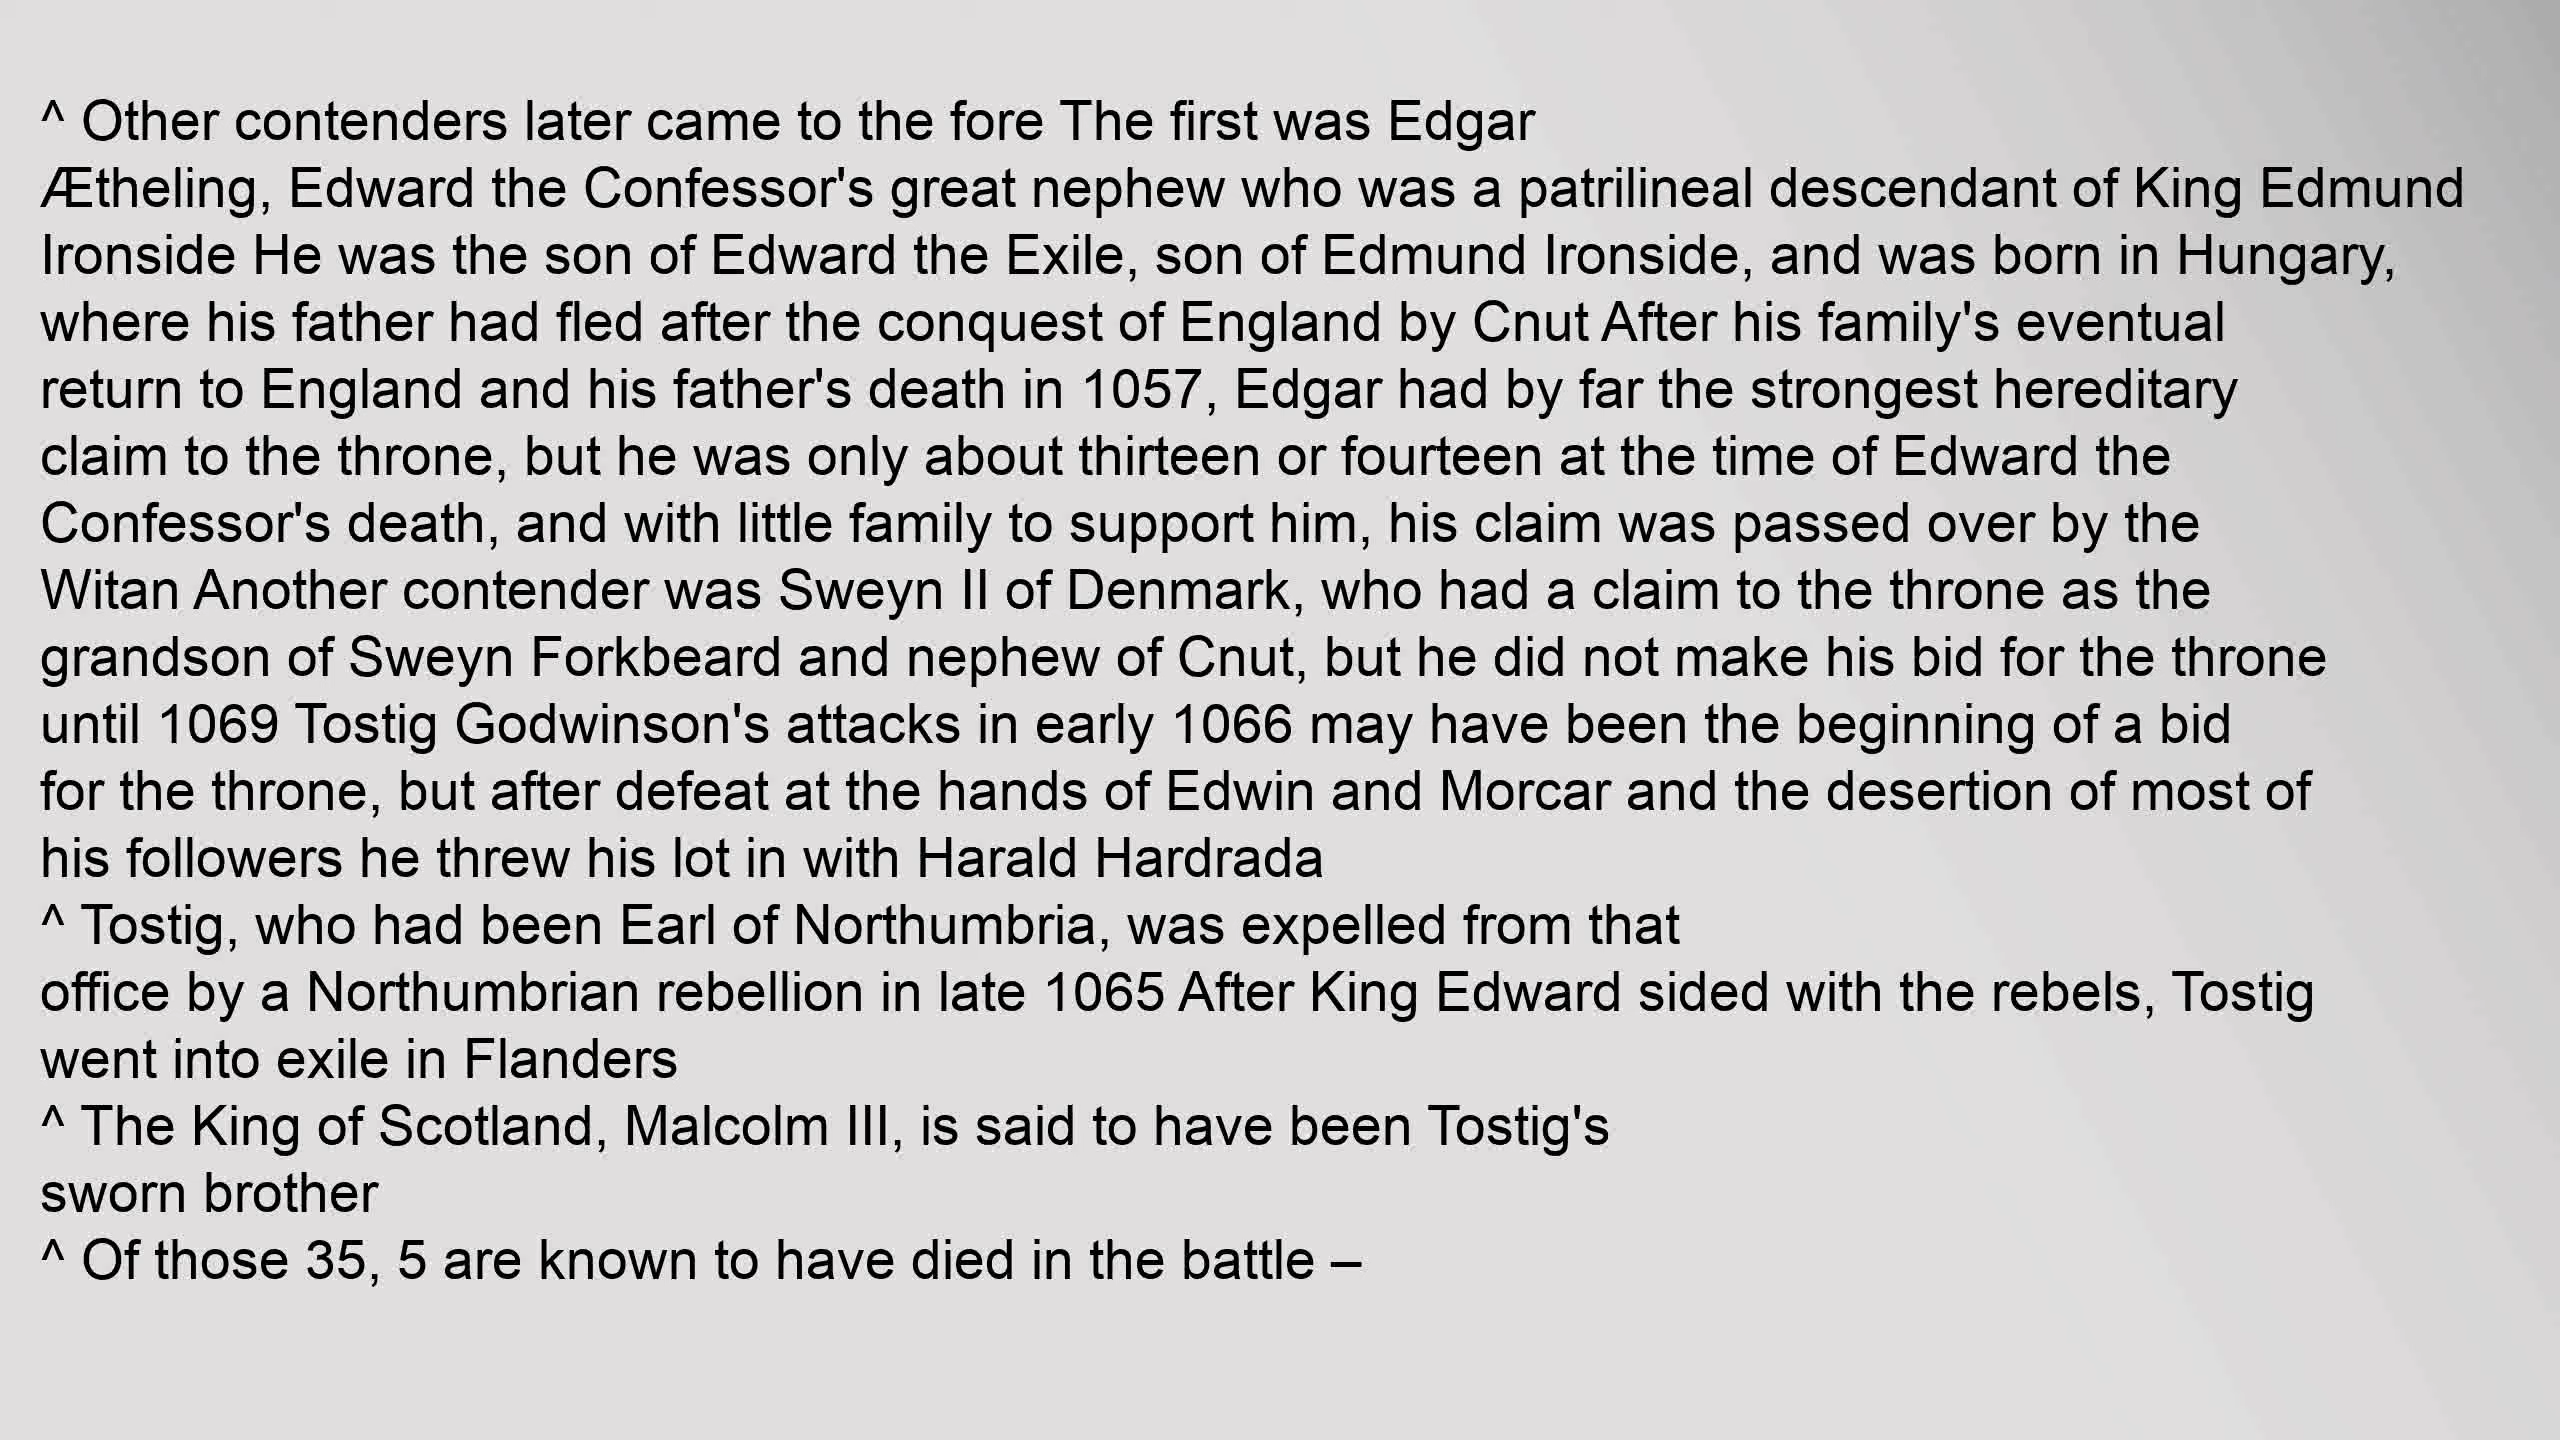 ^ Other contenders later came to the fore The first was Edgar
Ætheling, Edward the Confessor's great nephew who was a patrilineal descendant of King Edmund
Ironside He was the son of Edward the Exile, son of Edmund Ironside, and was born in Hungary,
where his father had fled after the conquest of England by Cnut After his family's eventual
return to England and his father's death in 1057, Edgar had by far the strongest hereditary
claim to the throne, but he was only about thirteen or fourteen at the time of Edward the
Confessor's death, and with little family to support him, his claim was passed over by the
Witan Another contender was Sweyn II of Denmark, who had a claim to the throne as the
grandson of Sweyn Forkbeard and nephew of Cnut, but he did not make his bid for the throne
until 1069 Tostig Godwinson's attacks in early 1066 may have been the beginning of a bid
for the throne, but after defeat at the hands of Edwin and Morcar and the desertion of most of
his followers he threw his lot in with Harald Hardrada
^ Tostig, who had been Earl of Northumbria, was expelled from that
office by a Northumbrian rebellion in late 1065 After King Edward sided with the rebels, Tostig
went into exile in Flanders
^ The King of Scotland, Malcolm III, is said to have been Tostig's
sworn brother
^ Of those 35, 5 are known to have died in the battle –